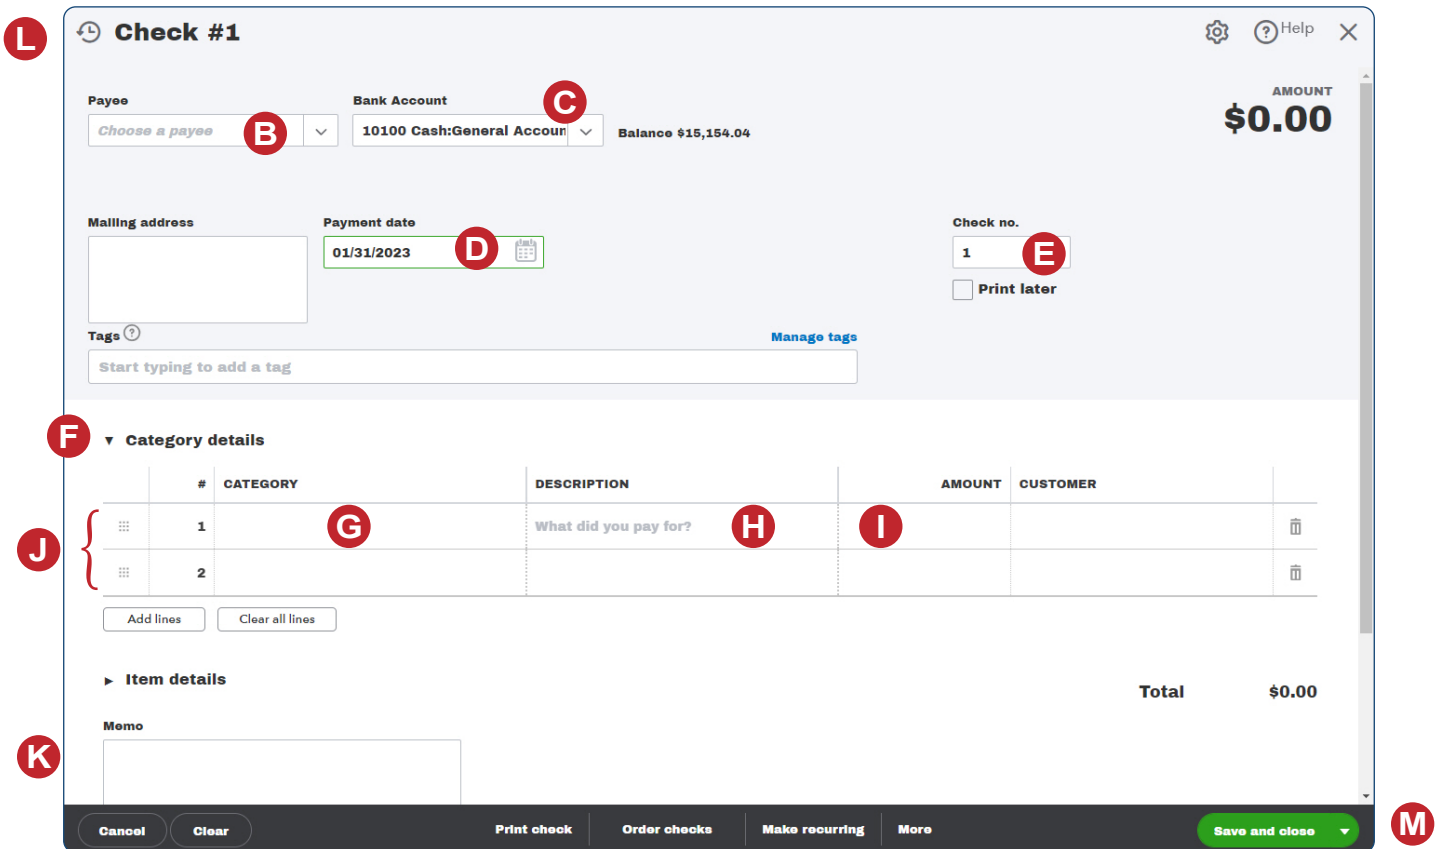 L
Check #1
Help
Payee
Bank Account
C
AMOUNT
$0.00
Choose a payee
B
10100 Cash:General Accoun
Balance $15,154.04
Mailing address
Payment date
Check no.
01/31/2023
D
1
E
Print later
Tags ?
Manage tags
Start typing to add a tag
F
Category details
# CATEGORY DESCRIPTION AMOUNT CUSTOMER
J
1 G What did you pay for? H I
2
Add lines
Clear all lines
Item details
Total $0.00
Memo
K
Cancel
Clear
Print check
Order checks
Make recurring
More
Save and close
M